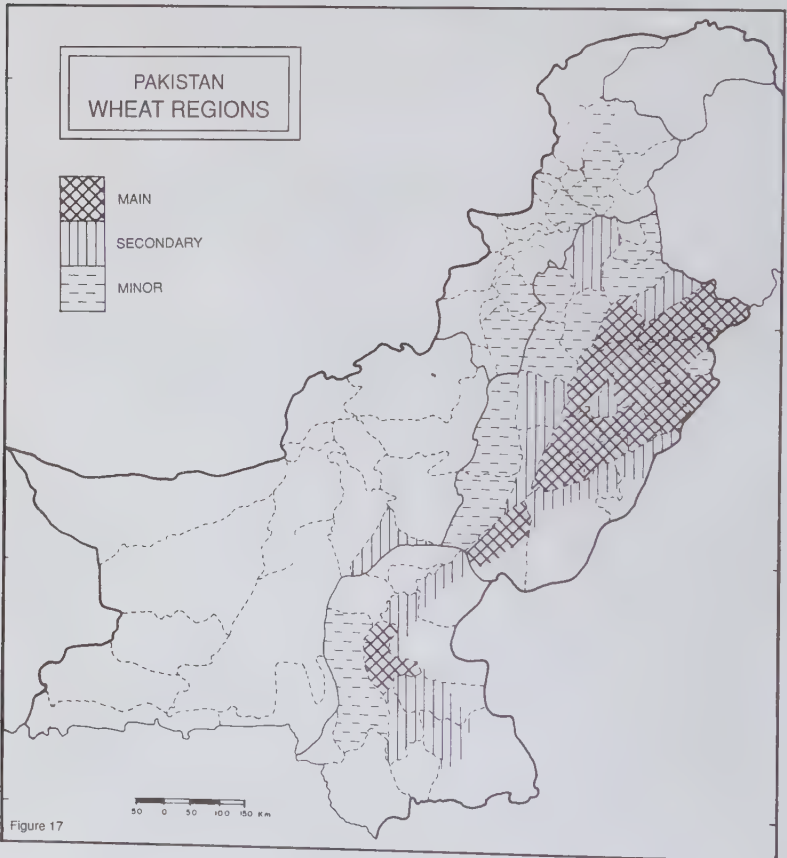 PAKISTAN
WHEAT REGIONS
MAIN
SECONDARY
MINOR
50 0 50 100 150 Km
Figure 17